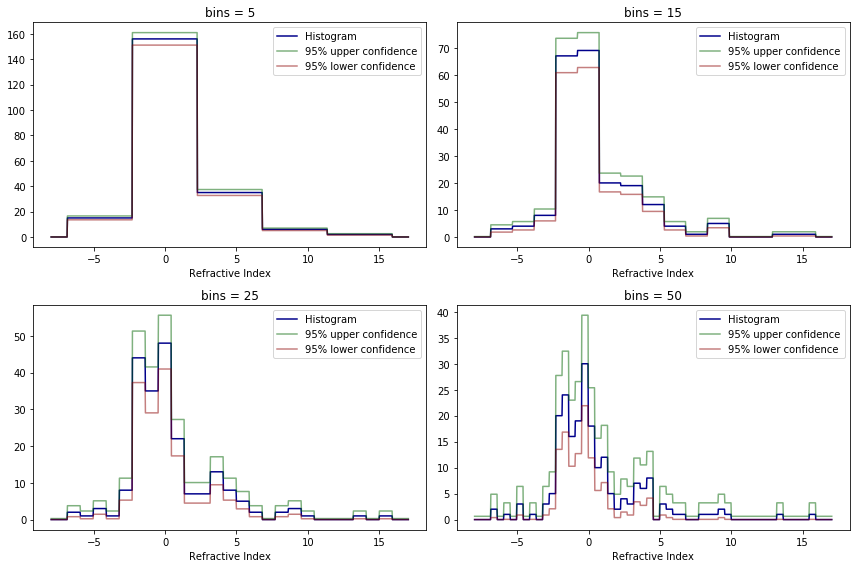 bins = 5
160
140
120
100
80
60
40
20
0
−5
0
5
10
15
Refractive Index
Histogram
95% upper confidence
95% lower confidence
bins = 15
70
60
50
40
30
20
10
0
−5
0
5
10
15
Refractive Index
Histogram
95% upper confidence
95% lower confidence
bins = 25
50
40
30
20
10
0
−5
0
5
10
15
Refractive Index
Histogram
95% upper confidence
95% lower confidence
bins = 50
40
35
30
25
20
15
10
5
0
−5
0
5
10
15
Refractive Index
Histogram
95% upper confidence
95% lower confidence